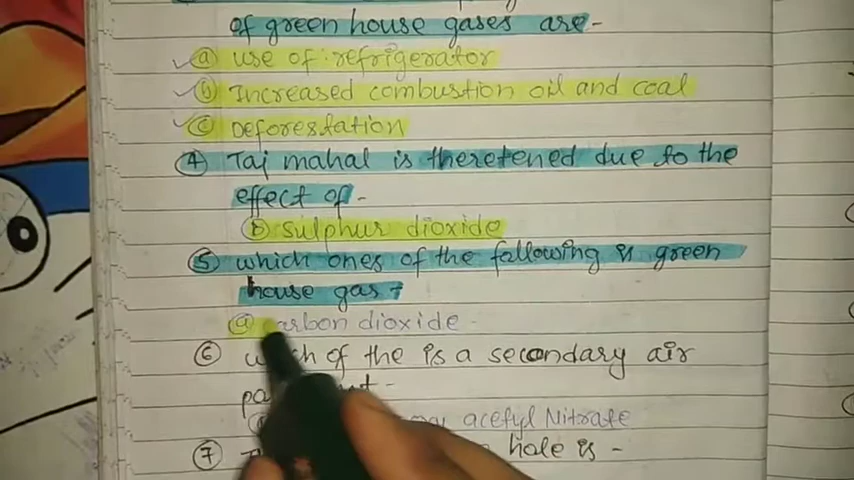 of green house gases are-
✓ (a) use of refrigerator
✓ (b) Increased combustion oil and coal
✓ (c) Deforestation
(4) Taj mahal is theretened due to the
effect of-
(b) sulphur dioxide
(5) which ones of the following is green
house gas-
(a) carbon dioxide
(6) which of the is a secondary air
acetyl Nitrate
(7) hole is -